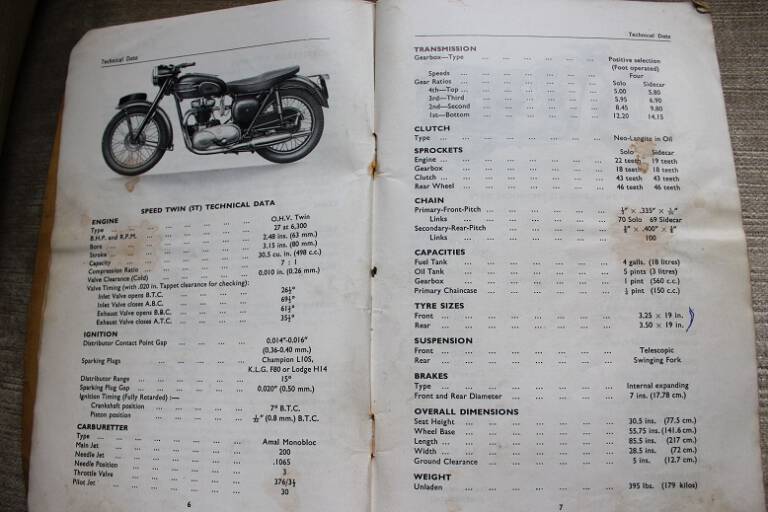 Technical Data
SPEED TWIN (5T) TECHNICAL DATA
ENGINE
Type ... O.H.V. Twin
B.H.P. and R.P.M. ... 27 at 6,300
Bore ... 2.48 ins. (63 mm.)
Stroke ... 3.15 ins. (80 mm.)
Capacity ... 30.5 cu. in. (498 c.c.)
Compression Ratio ... 7 : 1
Valve Clearance (Cold) ... 0.010 in. (0.26 mm.)
Valve Timing (with .020 in. Tappet clearance for checking):
Inlet Valve opens B.T.C. ... 26½°
Inlet Valve closes A.B.C. ... 69½°
Exhaust Valve opens B.B.C. ... 61½°
Exhaust Valve closes A.T.C. ... 35½°
IGNITION
Distributor Contact Point Gap ... 0.014"-0.016"
(0.36-0.40 mm.)
Sparking Plugs ... Champion L10S,
K.L.G. F80 or Lodge H14
Distributor Range ... 15°
Sparking Plug Gap ... 0.020" (0.50 mm.)
Ignition Timing (Fully Retarded) :—
Crankshaft position ... 7° B.T.C.
Piston position ... 1/32" (0.8 mm.) B.T.C.
CARBURETTER
Type ... Amal Monobloc
Main Jet ... 200
Needle Jet ... .1065
Needle Position ... 3
Throttle Valve ... 376/3½
Pilot Jet ... 30
6
Technical Data
TRANSMISSION
Gearbox—Type ... Positive selection
(Foot operated)
Speeds ... Four
Gear Ratios ... Solo Sidecar
4th—Top ... 5.00 5.80
3rd—Third ... 5.95 6.90
2nd—Second ... 8.45 9.80
1st—Bottom ... 12.20 14.15
CLUTCH
Type ... Neo-Langite in Oil
SPROCKETS Solo Sidecar
Engine ... 22 teeth 19 teeth
Gearbox ... 18 teeth 18 teeth
Clutch ... 43 teeth 43 teeth
Rear Wheel ... 46 teeth 46 teeth
CHAIN
Primary-Front-Pitch ... × .335" ×
Links ... 70 Solo 69 Sidecar
Secondary-Rear-Pitch ... × .400" ×
Links ... 100
CAPACITIES
Fuel Tank ... 4 galls. (18 litres)
Oil Tank ... 5 pints (3 litres)
Gearbox ... 1 pint (560 c.c.)
Primary Chaincase ... pint (150 c.c.)
TYRE SIZES
Front ... 3.25 × 19 in.
Rear ... 3.50 × 19 in.
SUSPENSION
Front ... Telescopic
Rear ... Swinging Fork
BRAKES
Type ... Internal expanding
Front and Rear Diameter ... 7 ins. (17.78 cm.)
OVERALL DIMENSIONS
Seat Height ... 30.5 ins. (77.5 cm.)
Wheel Base ... 55.75 ins. (141.6 cm.)
Length ... 85.5 ins. (217 cm.)
Width ... 28.5 ins. (72 cm.)
Ground Clearance ... 5 ins. (12.7 cm.)
WEIGHT
Unladen ... 395 lbs. (179 kilos)
7